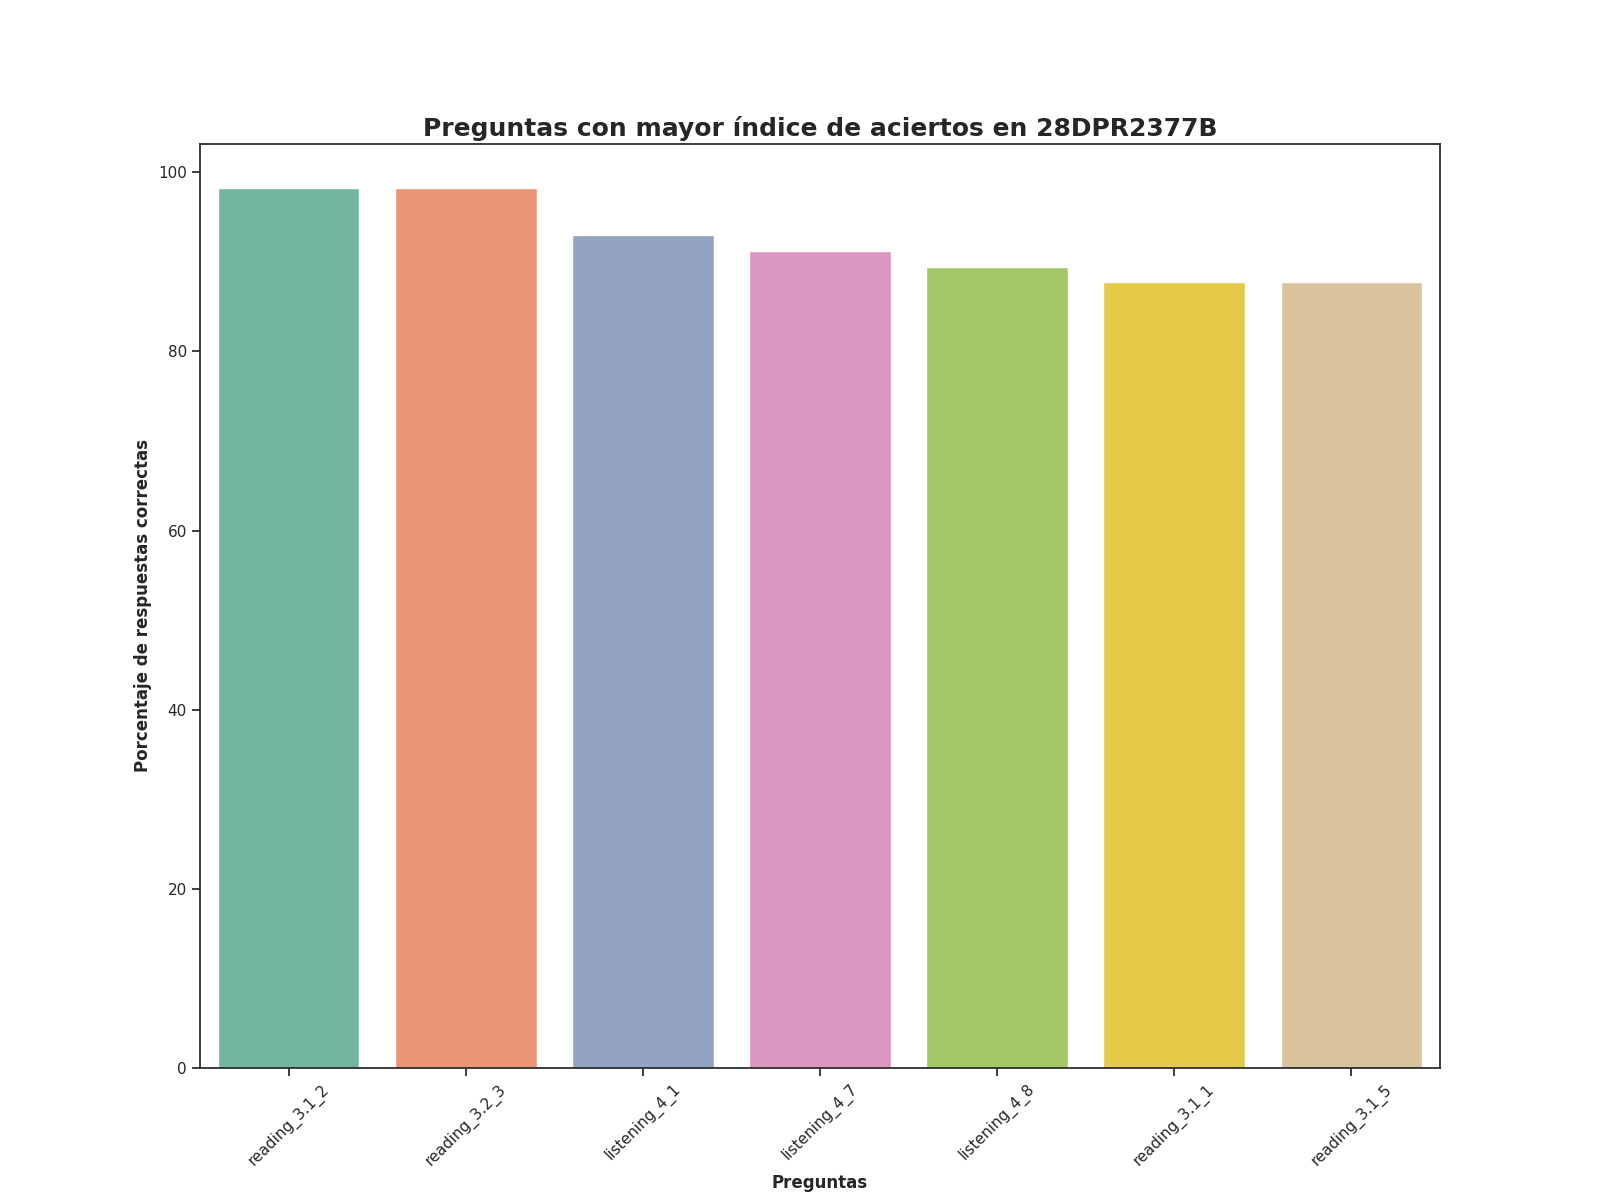 Preguntas con mayor índice de aciertos en 28DPR2377B
Porcentaje de respuestas correctas
100
80
60
40
20
0
reading_3.1_2
reading_3.2_3
listening_4_1
listening_4_7
listening_4_8
reading_3.1_1
reading_3.1_5
Preguntas